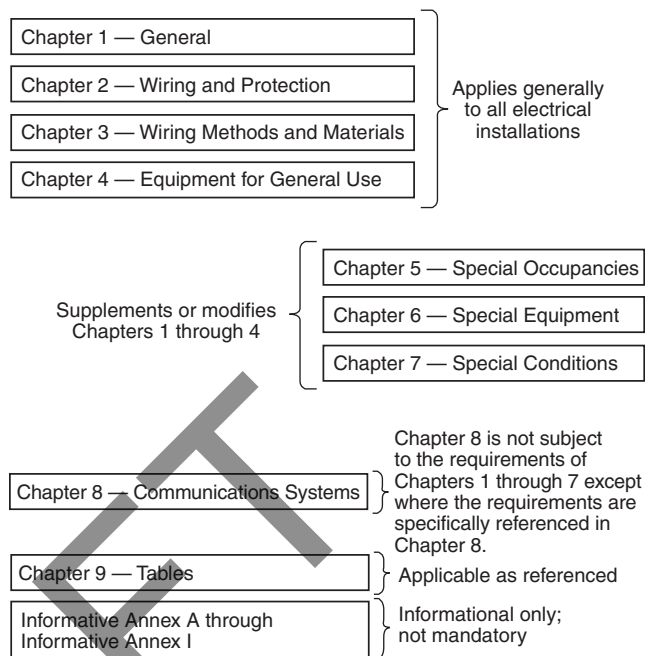 Chapter 1 — General
Chapter 2 — Wiring and Protection
Chapter 3 — Wiring Methods and Materials
Chapter 4 — Equipment for General Use
Applies generally
to all electrical
installations
Supplements or modifies
Chapters 1 through 4
Chapter 5 — Special Occupancies
Chapter 6 — Special Equipment
Chapter 7 — Special Conditions
Chapter 8 — Communications Systems
Chapter 8 is not subject
to the requirements of
Chapters 1 through 7 except
where the requirements are
specifically referenced in
Chapter 8.
Chapter 9 — Tables
Applicable as referenced
Informative Annex A through
Informative Annex I
Informational only;
not mandatory
ET